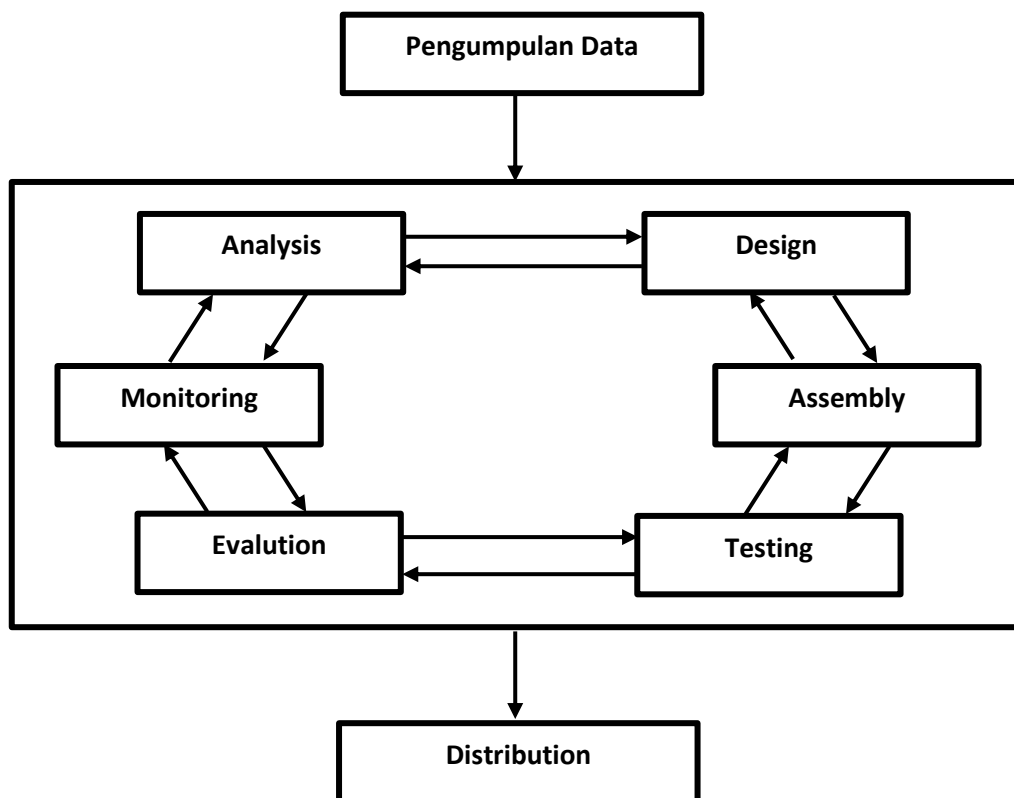 Pengumpulan Data
Analysis
Design
Monitoring
Assembly
Evalution
Testing
Distribution